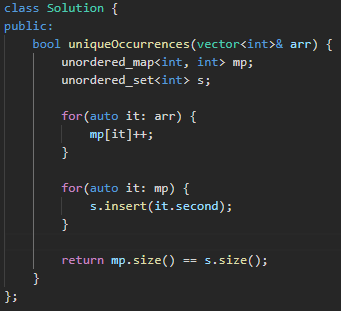 class Solution {
public:
    bool uniqueOccurrences(vector<int>& arr) {
        unordered_map<int, int> mp;
        unordered_set<int> s;

        for(auto it: arr) {
            mp[it]++;
        }

        for(auto it: mp) {
            s.insert(it.second);
        }

        return mp.size() == s.size();
    }
};